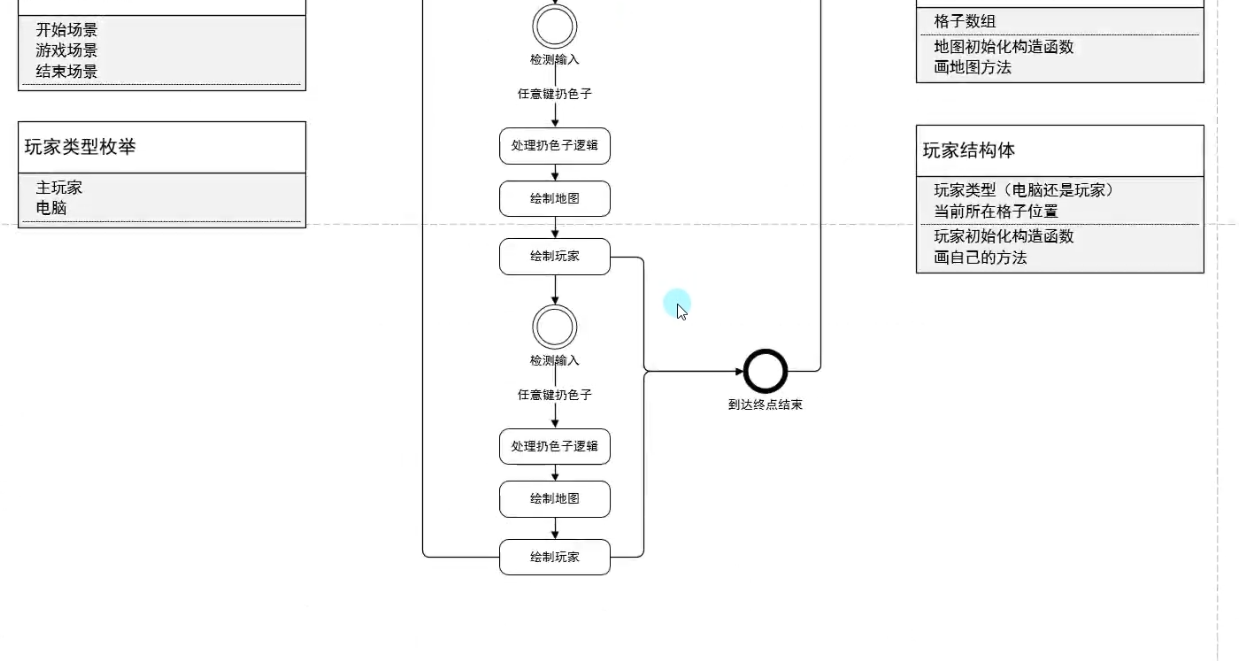 开始场景
游戏场景
结束场景
玩家类型枚举
主玩家
电脑
检测输入
任意键扔色子
处理扔色子逻辑
绘制地图
绘制玩家
检测输入
任意键扔色子
处理扔色子逻辑
绘制地图
绘制玩家
到达终点结束
格子数组
地图初始化构造函数
画地图方法
玩家结构体
玩家类型（电脑还是玩家）
当前所在格子位置
玩家初始化构造函数
画自己的方法